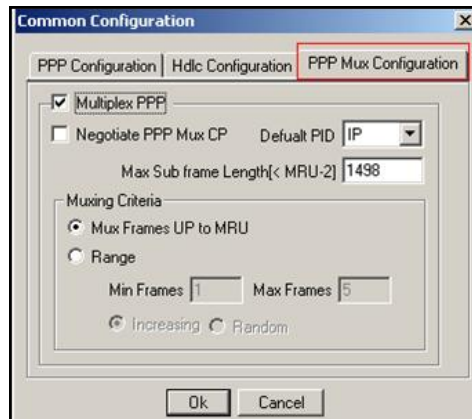 Common Configuration
PPP Configuration Hdlc Configuration PPP Mux Configuration
Multiplex PPP
Negotiate PPP Mux CP Defualt PID IP
Max Sub frame Length[< MRU-2] 1498
Muxing Criteria
Mux Frames UP to MRU
Range
Min Frames 1 Max Frames 5
Increasing Random
Ok Cancel